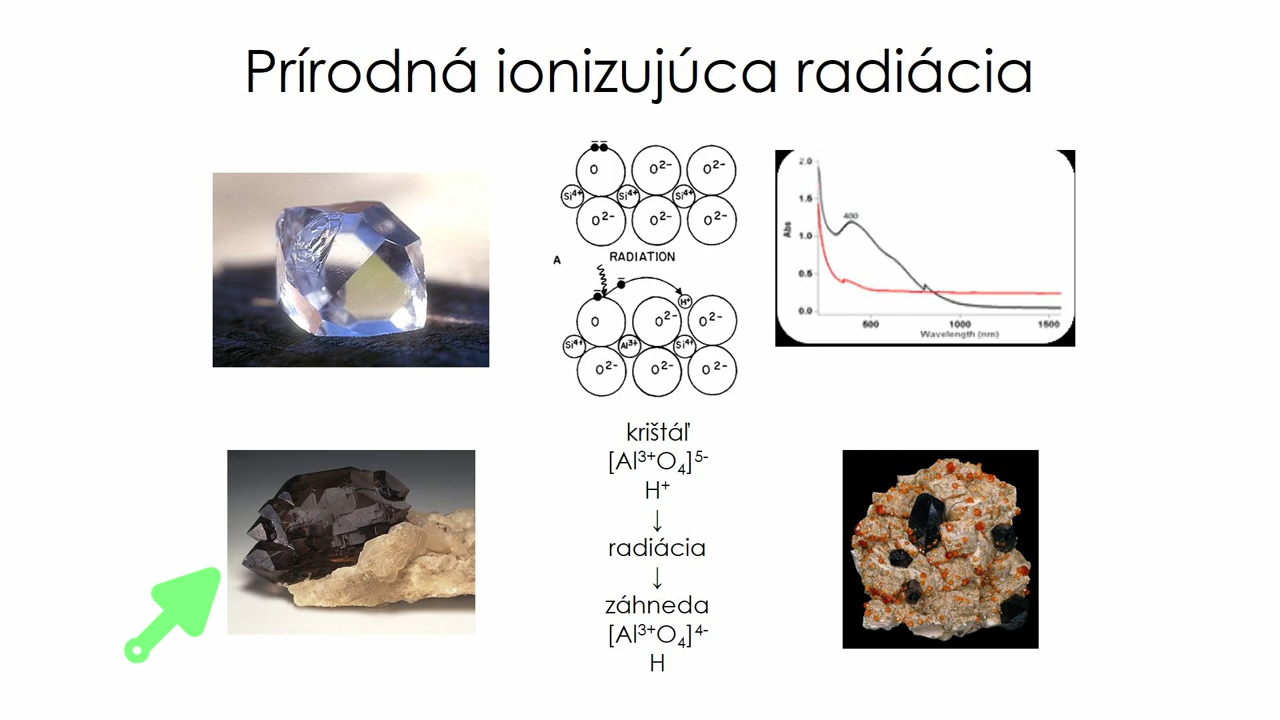 Prírodná ionizujúca radiácia
O O²⁻ O²⁻
Si⁴⁺ Si⁴⁺ Si⁴⁺
O²⁻ O²⁻ O²⁻
A RADIATION
H⁺
O O²⁻ O²⁻
Si⁴⁺ Al³⁺ Si⁴⁺
O²⁻ O²⁻ O²⁻
2.0
1.5
1.0
0.5
0.0
Abs
400
500 1000 1500
Wavelength (nm)
krištáľ
[Al³⁺O₄]⁵⁻
H⁺
↓
radiácia
↓
záhneda
[Al³⁺O₄]⁴⁻
H